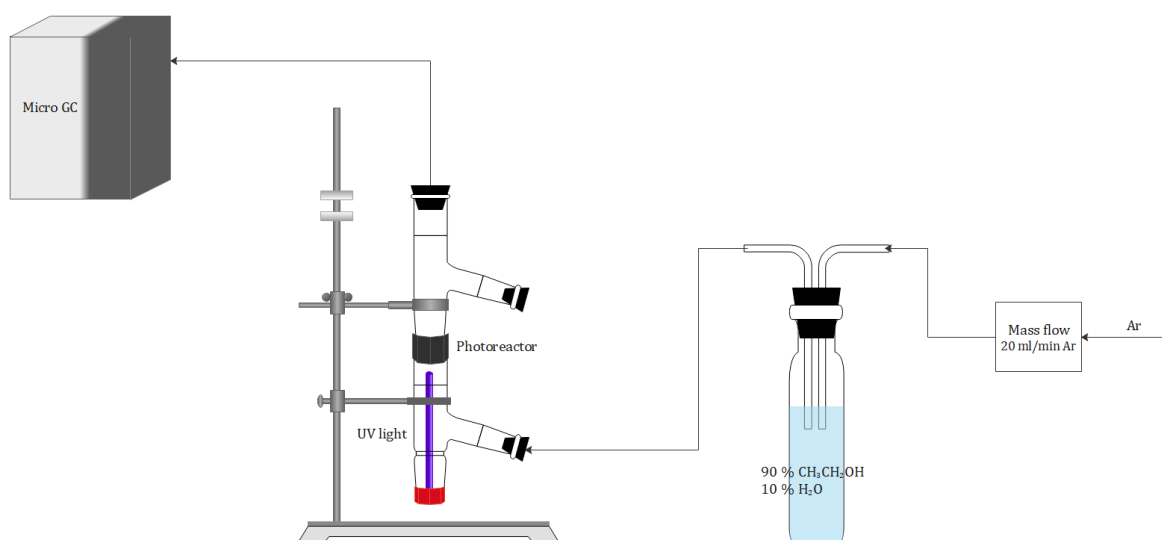 Micro GC
Photoreactor
UV light
90 % CH₃CH₂OH
10 % H₂O
Mass flow
20 ml/min Ar
Ar